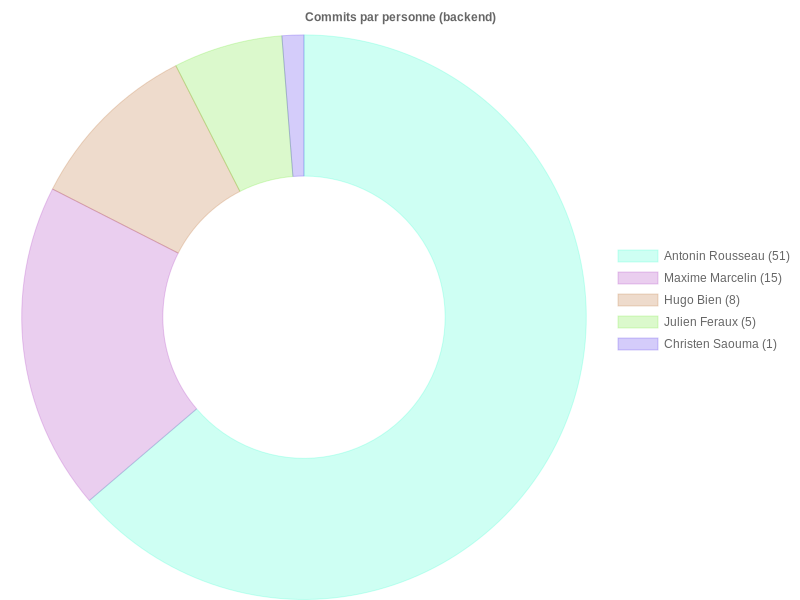 Commits par personne (backend)
Antonin Rousseau (51)
Maxime Marcelin (15)
Hugo Bien (8)
Julien Feraux (5)
Christen Saouma (1)